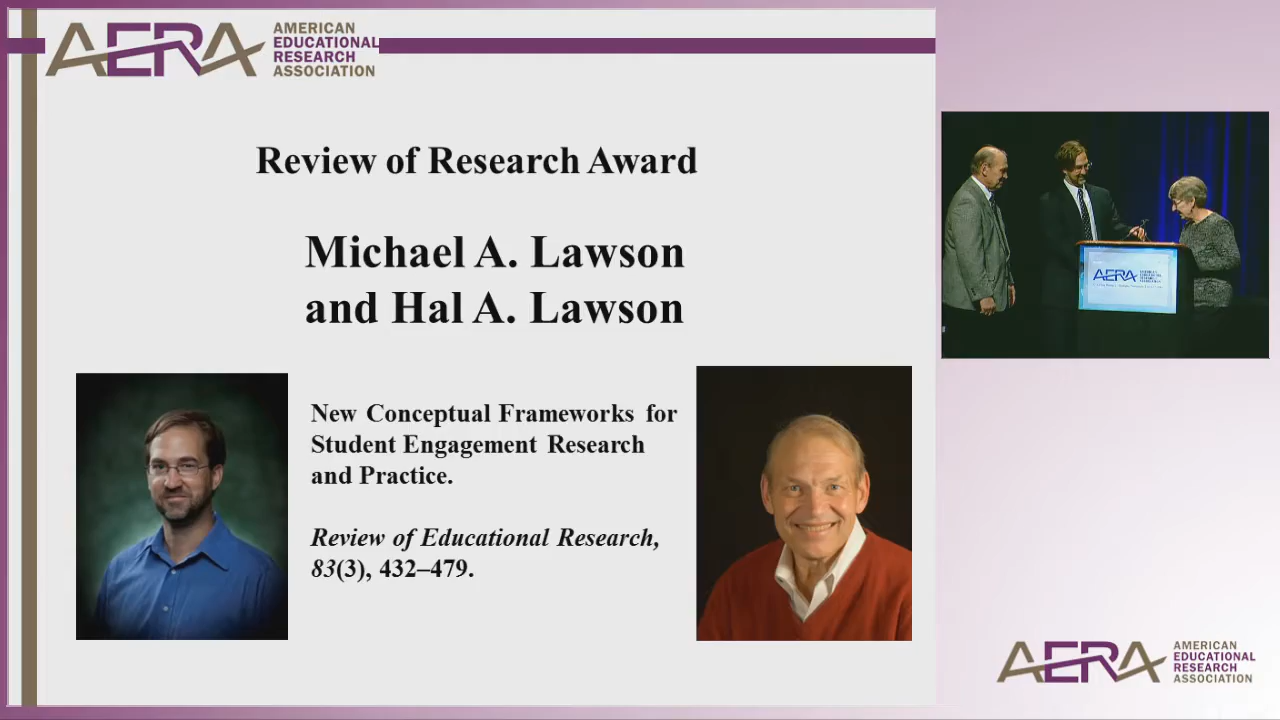 AERA
AMERICAN
EDUCATIONAL
RESEARCH
ASSOCIATION
Review of Research Award
Michael A. Lawson
and Hal A. Lawson
New Conceptual Frameworks for
Student Engagement Research
and Practice.
Review of Educational Research,
83(3), 432–479.
AERA
AERA
AMERICAN
EDUCATIONAL
RESEARCH
ASSOCIATION